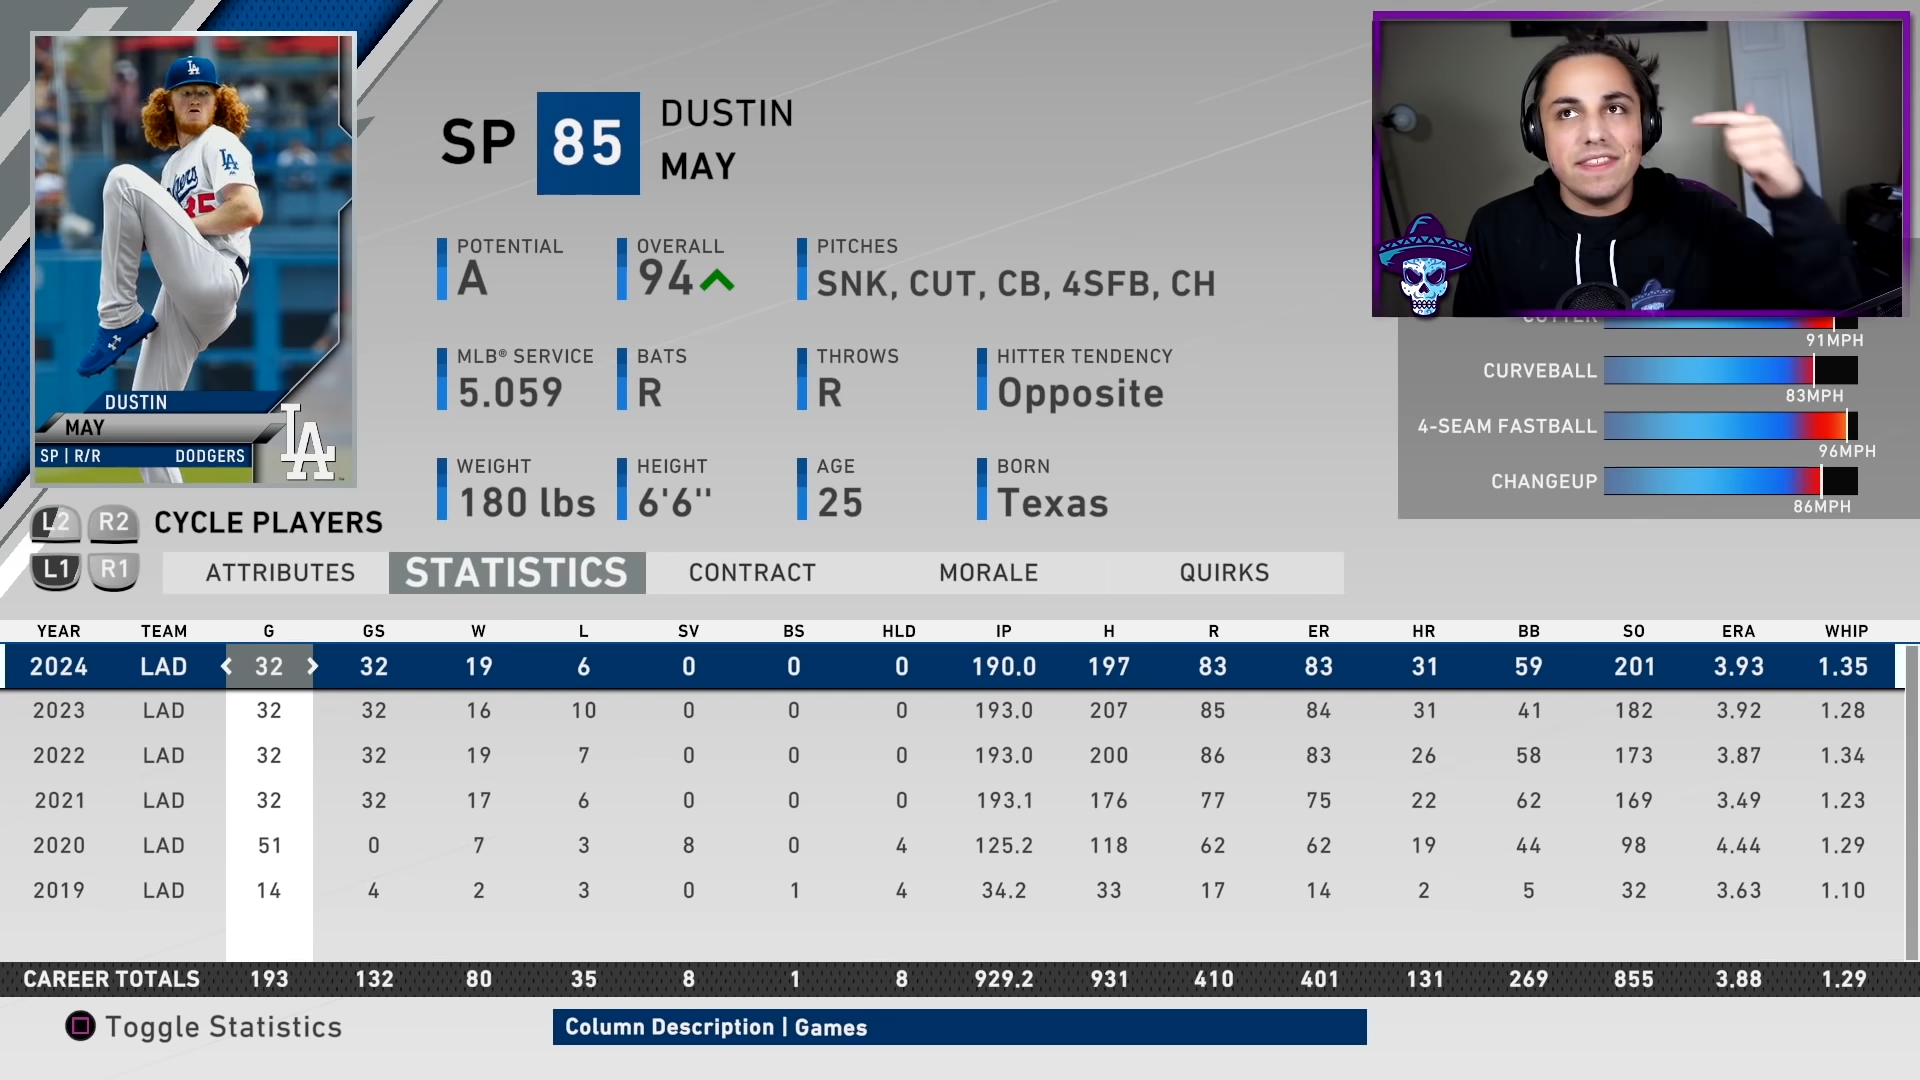 SP 85 DUSTIN
MAY
POTENTIAL OVERALL PITCHES
A 94 SNK, CUT, CB, 4SFB, CH
MLB® SERVICE BATS THROWS HITTER TENDENCY
5.059 R R Opposite
WEIGHT HEIGHT AGE BORN
180 lbs 6'6" 25 Texas
LA
LA
35
DUSTIN
MAY
SP | R/R DODGERS
LA
CUTTER
91MPH
CURVEBALL
83MPH
4-SEAM FASTBALL
96MPH
CHANGEUP
86MPH
L2 R2 CYCLE PLAYERS
L1 R1 ATTRIBUTES STATISTICS CONTRACT MORALE QUIRKS
YEAR TEAM G GS W L SV BS HLD IP H R ER HR BB SO ERA WHIP
2024 LAD < 32 > 32 19 6 0 0 0 190.0 197 83 83 31 59 201 3.93 1.35
2023 LAD 32 32 16 10 0 0 0 193.0 207 85 84 31 41 182 3.92 1.28
2022 LAD 32 32 19 7 0 0 0 193.0 200 86 83 26 58 173 3.87 1.34
2021 LAD 32 32 17 6 0 0 0 193.1 176 77 75 22 62 169 3.49 1.23
2020 LAD 51 0 7 3 8 0 4 125.2 118 62 62 19 44 98 4.44 1.29
2019 LAD 14 4 2 3 0 1 4 34.2 33 17 14 2 5 32 3.63 1.10
CAREER TOTALS 193 132 80 35 8 1 8 929.2 931 410 401 131 269 855 3.88 1.29
Toggle Statistics
Column Description | Games